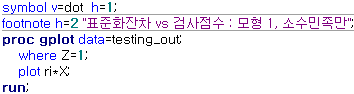 symbol v=dot h=1;
footnote h=2 "표준화잔차 vs 검사점수 : 모형 1, 소수민족만";
proc gplot data=testing_out;
where Z=1;
plot ri*X;
run;